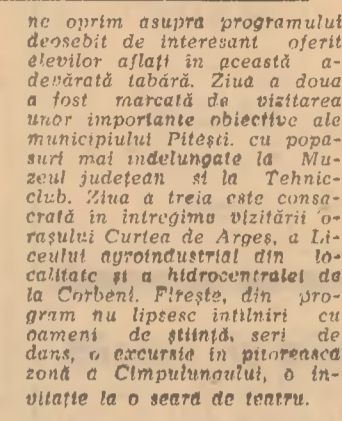 ne oprim asupra programului
deosebit de interesant oferit
elevilor aflați în această a-
devărată tabără. Ziua a doua
a fost marcată de vizitarea
unor importante obiective ale
municipiului Pitești. cu popa-
suri mai îndelungate la Mu-
zeul județean și la Tehnic-
club. Ziua a treia este consa-
crată în întregime vizitării o-
rașului Curtea de Argeș, a Li-
ceului agroindustrial din lo-
calitate și a hidrocentralei de
la Corbeni. Firește, din pro-
gram nu lipsesc întîlniri cu
oameni de știință, seri de
dans, o excursie în pitoreasca
zonă a Cîmpulungului, o in-
vitație la o seară de teatru.